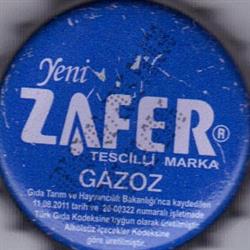 Yeni
ZAFER®
TESCİLLİ MARKA
GAZOZ
Gıda Tarım ve Hayvancılık Bakanlığı'nca kaydedilen
11.08.2011 tarih ve 26-00322 numaralı işletmede
Türk Gıda Kodeksine uygun olarak üretilmiştir.
Alkolsüz İçecekler Kodeksine
göre üretilmiştir.